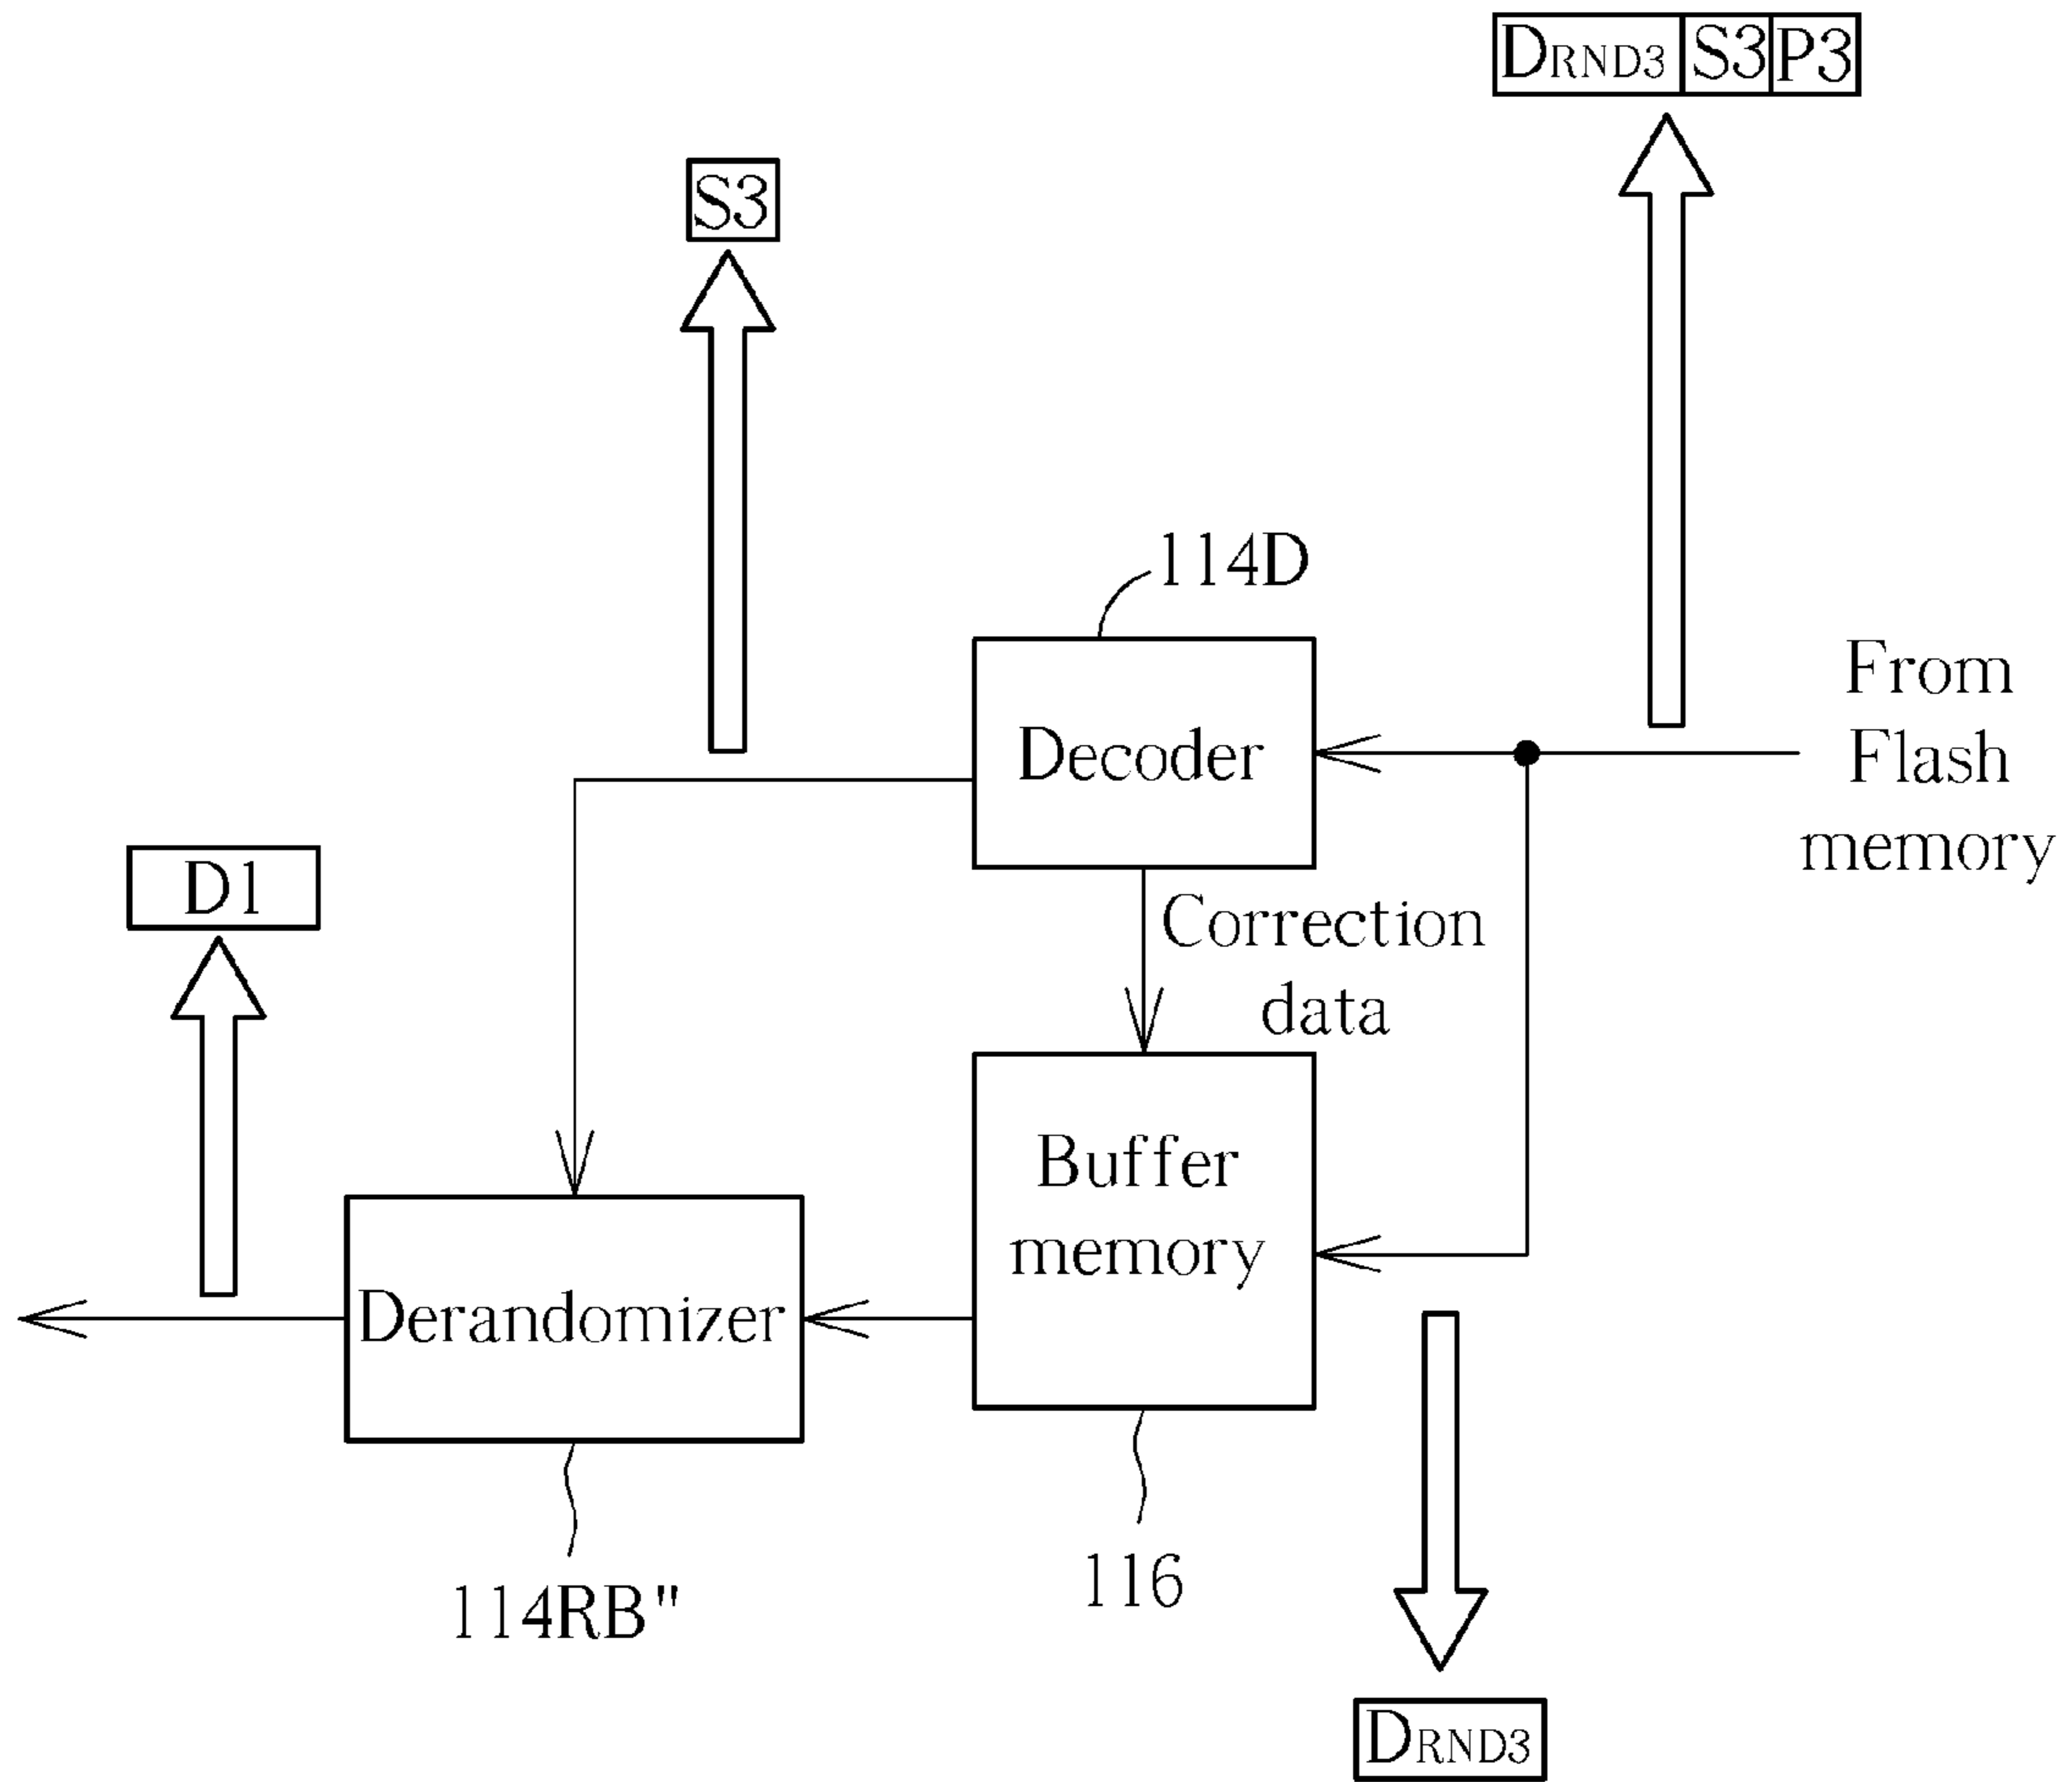 DRND3 S3 P3
S3
114D
From
Flash
memory
Decoder
D1
Correction
data
Buffer
memory
Derandomizer
116
114RB"
DRND3